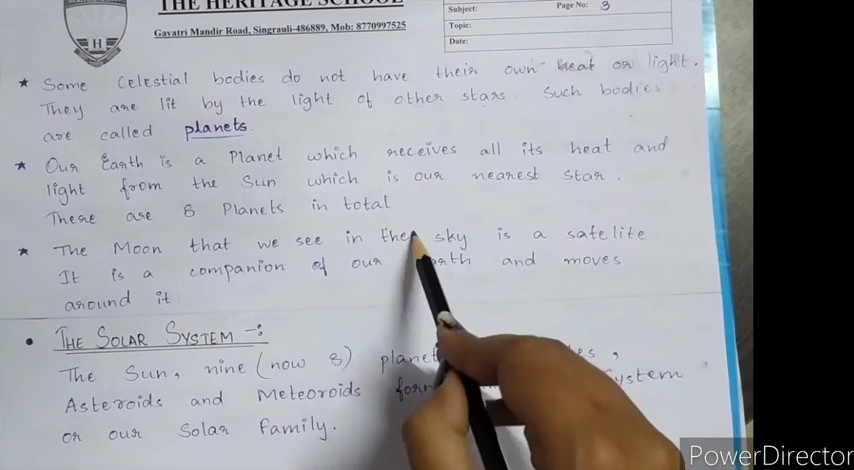 THE HERITAGE SCHOOL
Gayatri Mandir Road, Singrauli-486889, Mob: 8770997525
Subject: Page No: 3
Topic:
Date:
H
★ Some celestial bodies do not have their own heat or light.
They are lit by the light of other stars Such bodies
are called planets.
★ Our Earth is a Planet which receives all its heat and
light from the Sun which is our nearest star.
There are 8 Planets in total
★ The Moon that we see in the sky is a satelite
It is a companion of our and moves
around it
• THE SOLAR SYSTEM -:
The Sun, nine (now 8)
Asteroids and Meteoroids System
or our Solar family.
PowerDirector